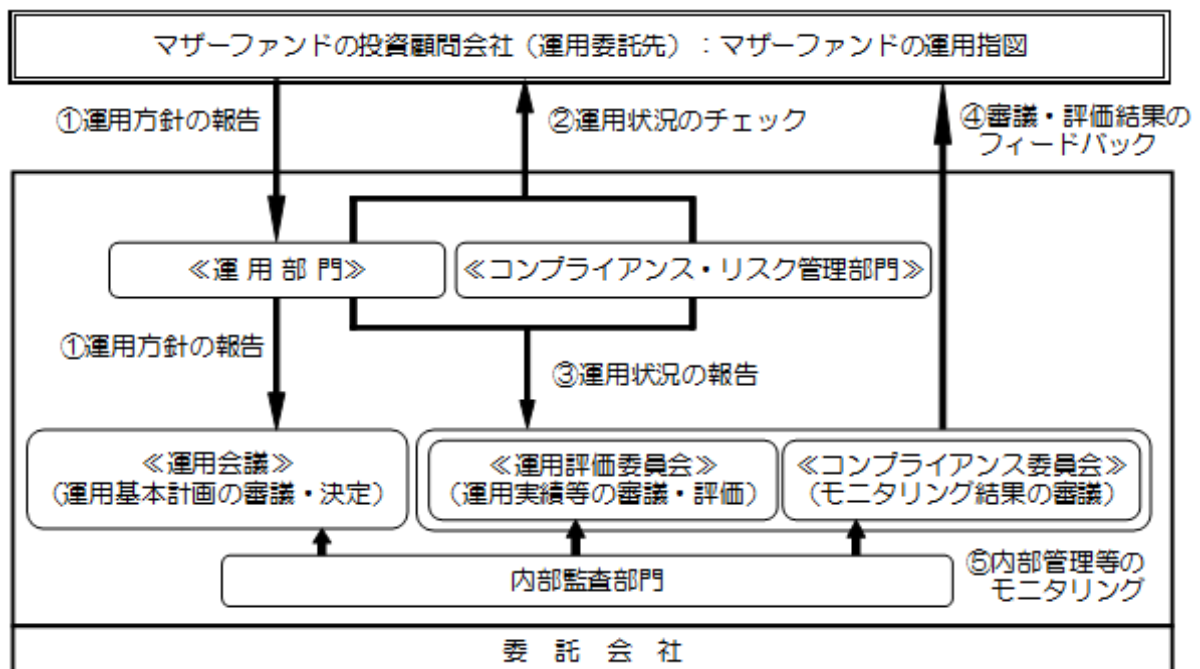 マザーファンドの投資顧問会社（運用委託先）：マザーファンドの運用指図
①運用方針の報告
②運用状況のチェック
④審議・評価結果の
フィードバック
≪運 用 部 門≫
≪コンプライアンス・リスク管理部門≫
①運用方針の報告
③運用状況の報告
≪運用会議≫
（運用基本計画の審議・決定）
≪運用評価委員会≫
（運用実績等の審議・評価）
≪コンプライアンス委員会≫
（モニタリング結果の審議）
内部監査部門
⑤内部管理等の
モニタリング
委 託 会 社